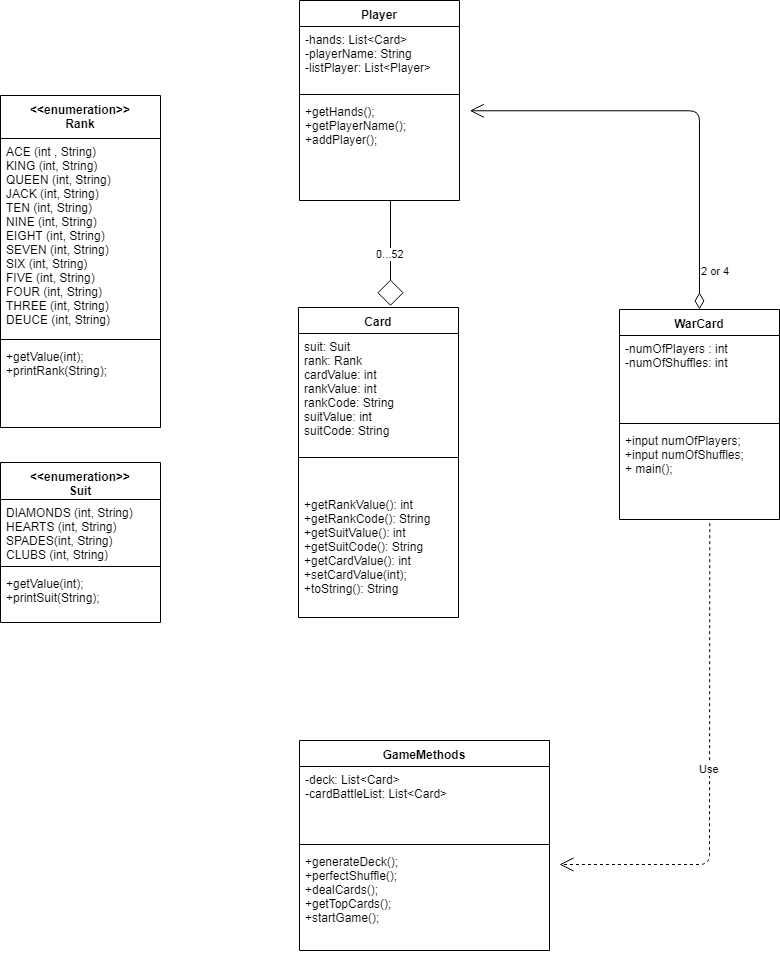 Player
-hands: List<Card>
-playerName: String
-listPlayer: List<Player>
+getHands();
+getPlayerName();
+addPlayer();
<<enumeration>>
Rank
ACE (int , String)
KING (int, String)
QUEEN (int, String)
JACK (int, String)
TEN (int, String)
NINE (int, String)
EIGHT (int, String)
SEVEN (int, String)
SIX (int, String)
FIVE (int, String)
FOUR (int, String)
THREE (int, String)
DEUCE (int, String)
+getValue(int);
+printRank(String);
0...52
2 or 4
Card
suit: Suit
rank: Rank
cardValue: int
rankValue: int
rankCode: String
suitValue: int
suitCode: String
+getRankValue(): int
+getRankCode(): String
+getSuitValue(): int
+getSuitCode(): String
+getCardValue(): int
+setCardValue(int);
+toString(): String
WarCard
-numOfPlayers : int
-numOfShuffles: int
+input numOfPlayers;
+input numOfShuffles;
+ main();
<<enumeration>>
Suit
DIAMONDS (int, String)
HEARTS (int, String)
SPADES(int, String)
CLUBS (int, String)
+getValue(int);
+printSuit(String);
Use
GameMethods
-deck: List<Card>
-cardBattleList: List<Card>
+generateDeck();
+perfectShuffle();
+dealCards();
+getTopCards();
+startGame();